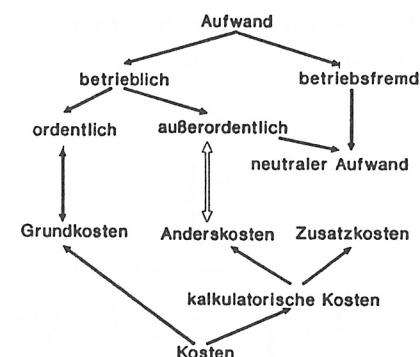 Aufwand
betrieblich betriebsfremd
ordentlich außerordentlich
neutraler Aufwand
Grundkosten Anderskosten Zusatzkosten
kalkulatorische Kosten
Kosten